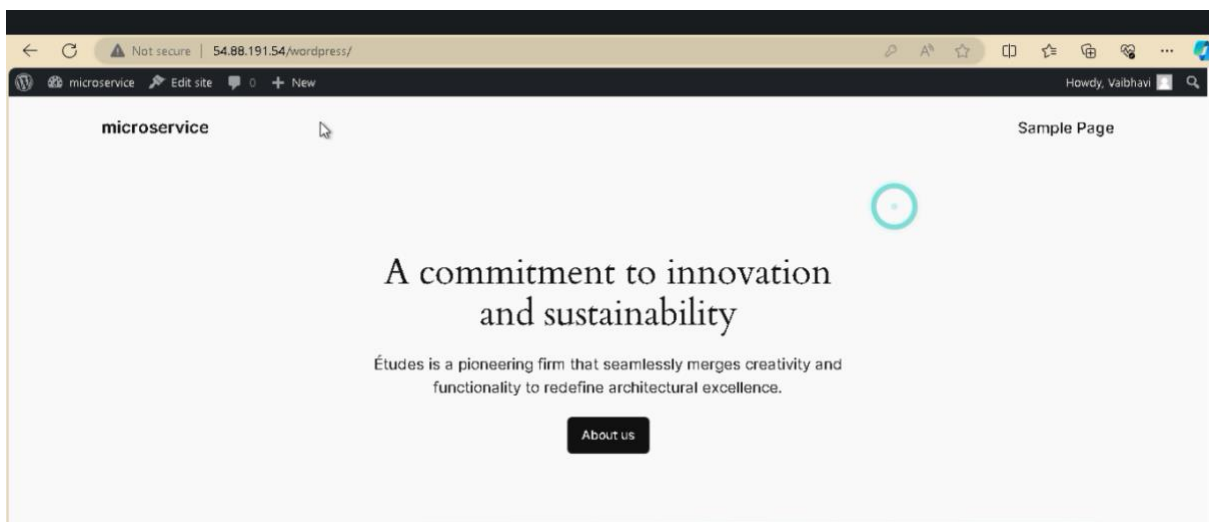 Not secure | 54.88.191.54/wordpress/
microservice Edit site 0 + New Howdy, Vaibhavi
microservice Sample Page
A commitment to innovation
and sustainability
Études is a pioneering firm that seamlessly merges creativity and
functionality to redefine architectural excellence.
About us